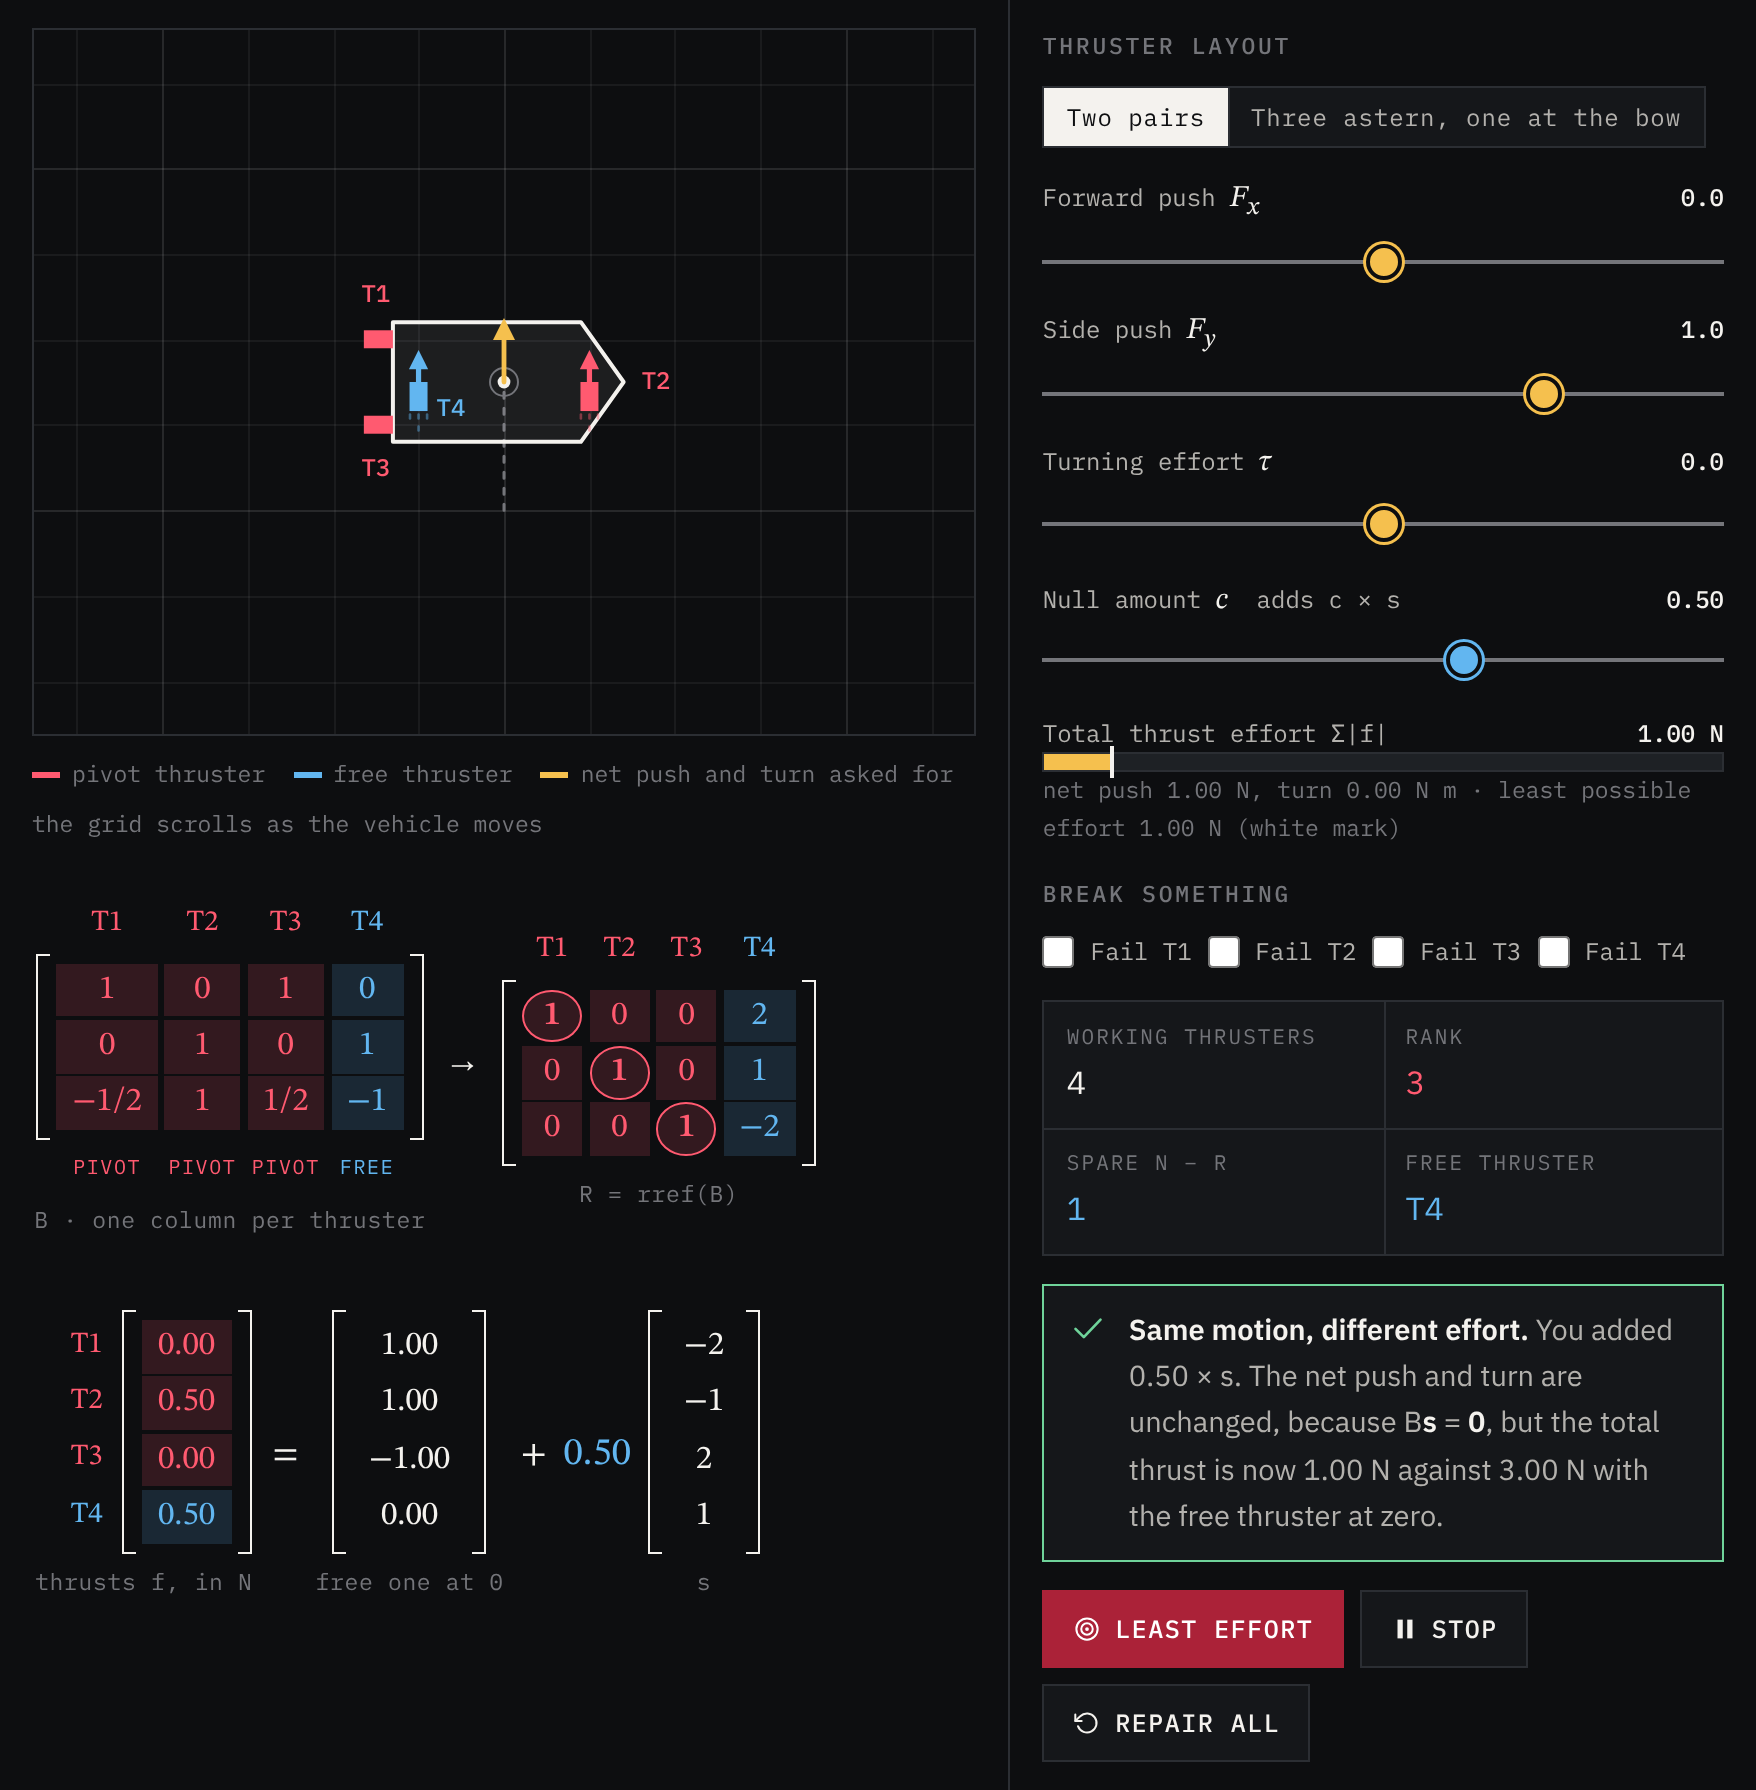 T1
T2
T4
T3
pivot thruster free thruster net push and turn asked for
the grid scrolls as the vehicle moves
T1 T2 T3 T4
1 0 1 0
0 1 0 1
−1/2 1 1/2 −1
PIVOT PIVOT PIVOT FREE
B · one column per thruster
→
T1 T2 T3 T4
1 0 0 2
0 1 0 1
0 0 1 −2
R = rref(B)
T1 0.00 1.00 −2
T2 0.50 1.00 −1
T3 0.00 = −1.00 + 0.50 2
T4 0.50 0.00 1
thrusts f, in N free one at 0 s
THRUSTER LAYOUT
Two pairs Three astern, one at the bow
Forward push Fx 0.0
Side push Fy 1.0
Turning effort τ 0.0
Null amount c adds c × s 0.50
Total thrust effort Σ|f| 1.00 N
net push 1.00 N, turn 0.00 N m · least possible
effort 1.00 N (white mark)
BREAK SOMETHING
Fail T1 Fail T2 Fail T3 Fail T4
WORKING THRUSTERS RANK
4 3
SPARE N − R FREE THRUSTER
1 T4
Same motion, different effort. You added
0.50 × s. The net push and turn are
unchanged, because Bs = 0, but the total
thrust is now 1.00 N against 3.00 N with
the free thruster at zero.
LEAST EFFORT STOP
REPAIR ALL